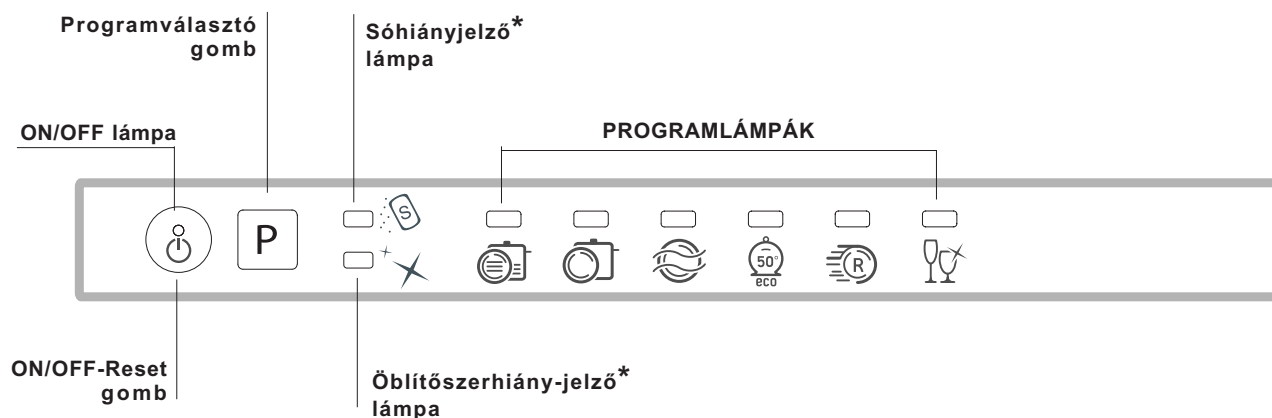 Programválasztó
gomb
Sóhiányjelző*
lámpa
ON/OFF lámpa
PROGRAMLÁMPÁK
P
S
50°
eco
R
ON/OFF-Reset
gomb
Öblítőszerhiány-jelző*
lámpa